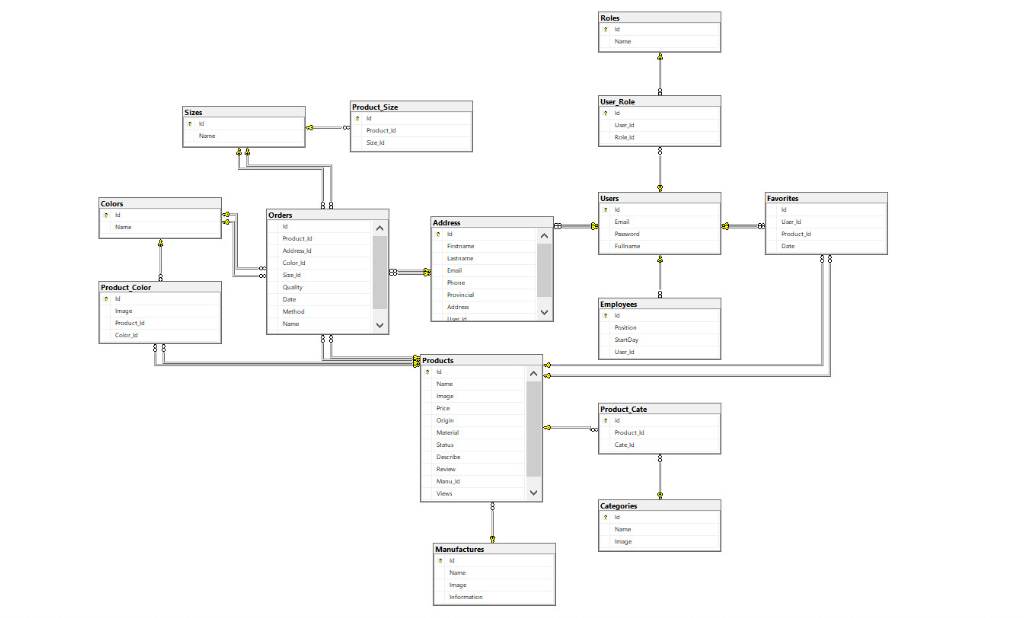 Roles
Id
Name
User_Role
Id
User_Id
Role_Id
Sizes
Id
Name
Product_Size
Id
Product_Id
Size_Id
Colors
Id
Name
Orders
Id
Product_Id
Address_Id
Color_Id
Size_Id
Quality
Date
Method
Name
Address
Id
Firstname
Lastname
Email
Phone
Provincial
Address
User_Id
Users
Id
Email
Password
Fullname
Favorites
Id
User_Id
Product_Id
Date
Product_Color
Id
Image
Product_Id
Color_Id
Employees
Id
Position
StartDay
User_Id
Products
Id
Name
Image
Price
Origin
Material
Status
Describe
Review
Manu_Id
Views
Product_Cate
Id
Product_Id
Cate_Id
Categories
Id
Name
Image
Manufactures
Id
Name
Image
Information